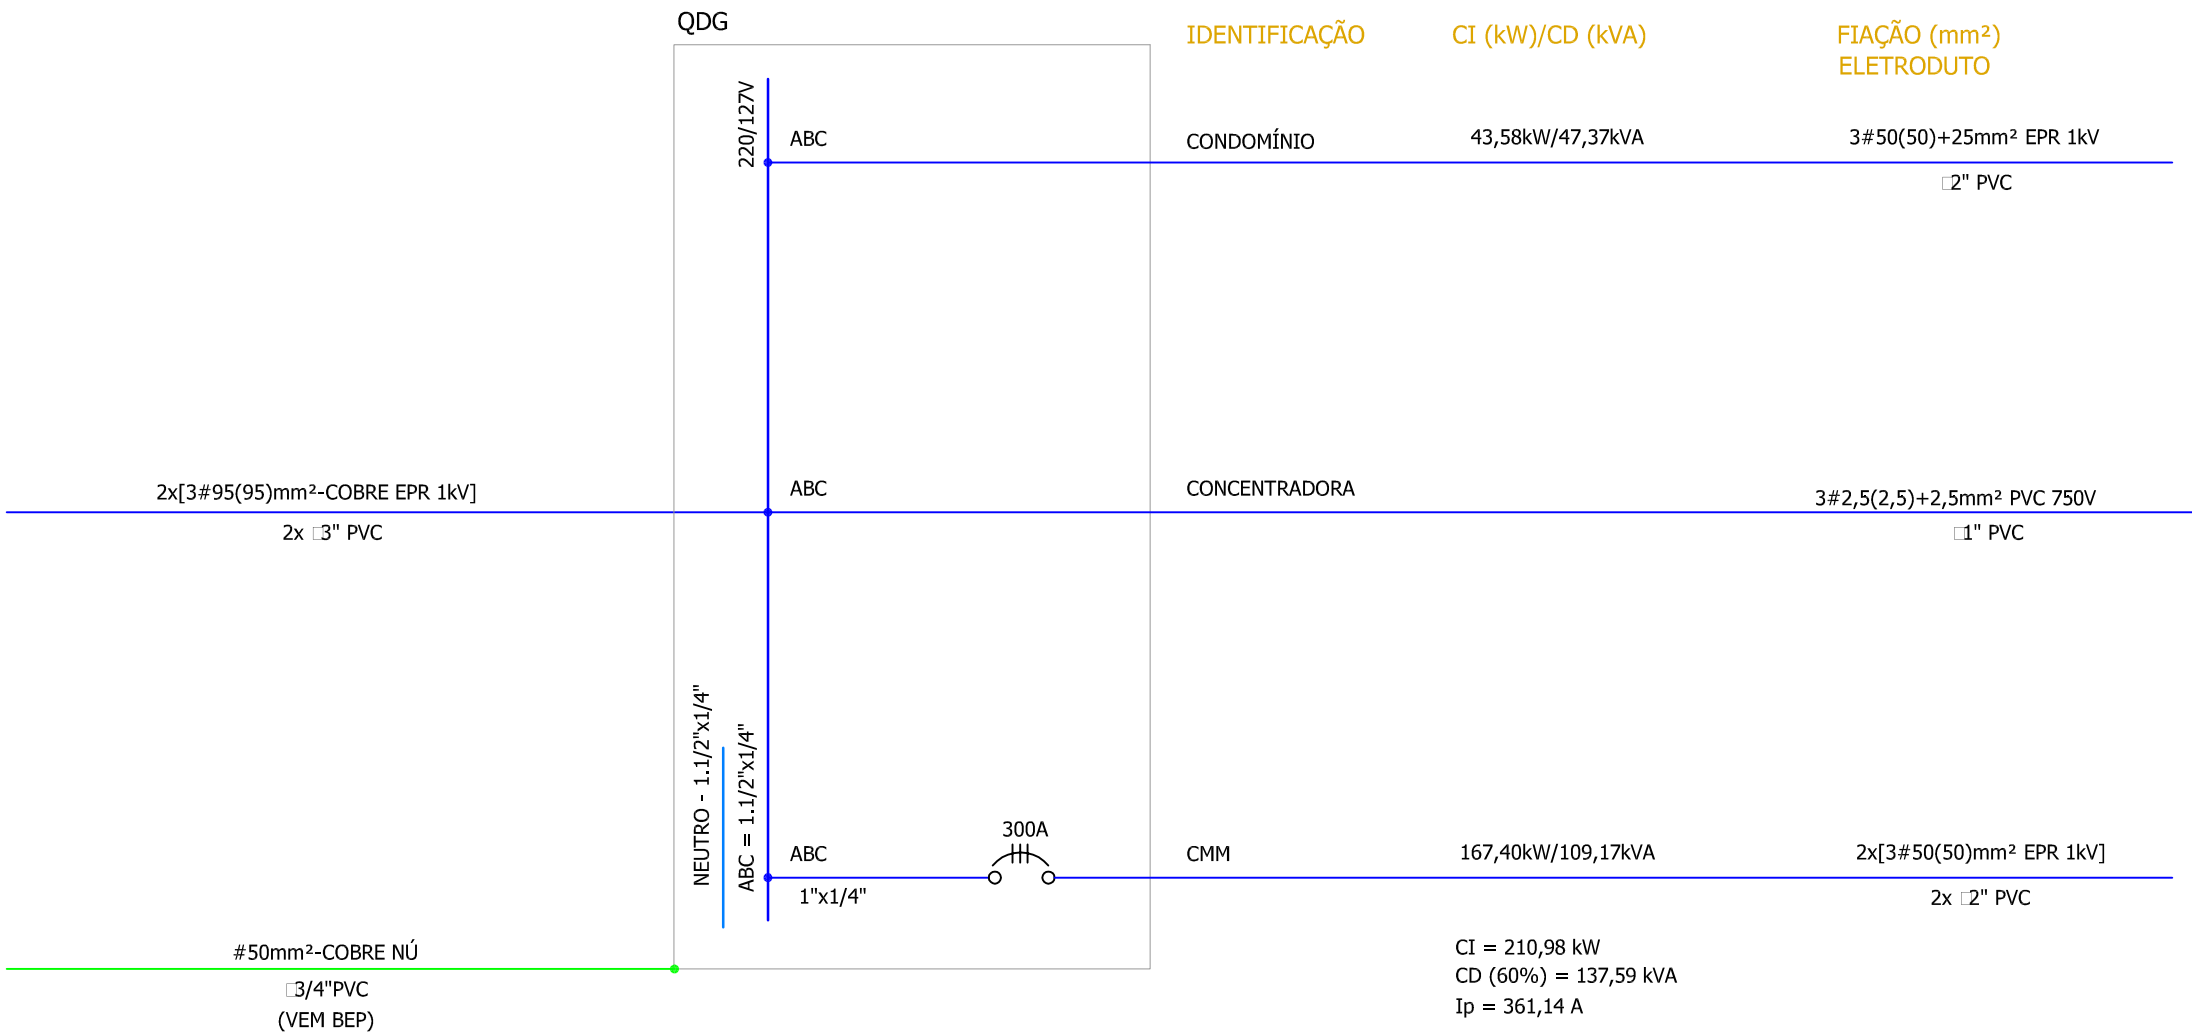 QDG
IDENTIFICAÇÃO
CI (kW)/CD (kVA)
FIAÇÃO (mm²)
ELETRODUTO
220/127V
ABC
CONDOMÍNIO
43,58kW/47,37kVA
3#50(50)+25mm² EPR 1kV
□2" PVC
2x[3#95(95)mm²-COBRE EPR 1kV]
2x □3" PVC
ABC
CONCENTRADORA
3#2,5(2,5)+2,5mm² PVC 750V
□1" PVC
NEUTRO - 1.1/2"x1/4"
ABC = 1.1/2"x1/4"
ABC
1"x1/4"
300A
CMM
167,40kW/109,17kVA
2x[3#50(50)mm² EPR 1kV]
2x □2" PVC
#50mm²-COBRE NÚ
□3/4"PVC
(VEM BEP)
CI = 210,98 kW
CD (60%) = 137,59 kVA
Ip = 361,14 A